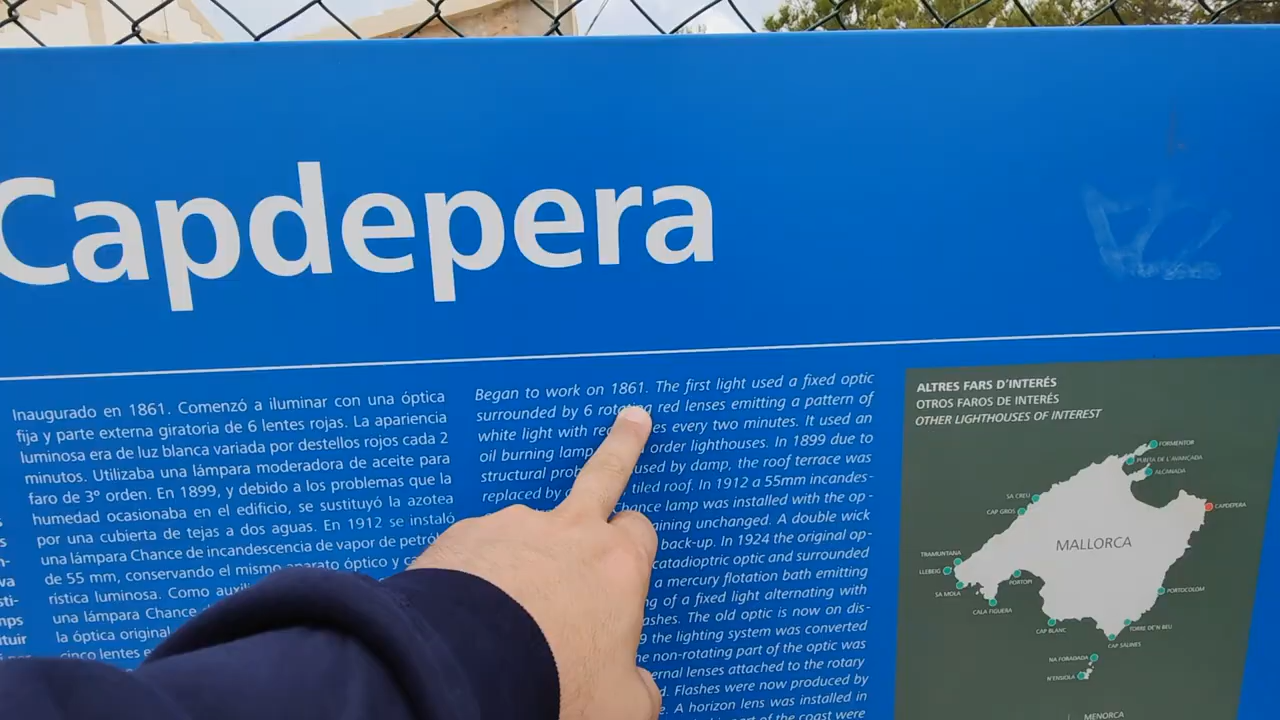 Capdepera
Inaugurado en 1861. Comenzó a iluminar con una óptica
fija y parte externa giratoria de 6 lentes rojas. La apariencia
luminosa era de luz blanca variada por destellos rojos cada 2
minutos. Utilizaba una lámpara moderadora de aceite para
faro de 3º orden. En 1899, y debido a los problemas que la
humedad ocasionaba en el edificio, se sustituyó la azotea
por una cubierta de tejas a dos aguas. En 1912 se instaló
una lámpara Chance de incandescencia de vapor de petról
de 55 mm, conservando el mismo aparato óptico y
rística luminosa. Como
una lámpara Chance
la óptica original
cinco lentes
Began to work on 1861. The first light used a fixed optic
surrounded by 6 rotating red lenses emitting a pattern of
white light with every two minutes. It used an
oil burning lamp order lighthouses. In 1899 due to
structural used by damp, the roof terrace was
replaced by tiled roof. In 1912 a 55mm incandes-
Chance lamp was installed with the op-
ining unchanged. A double wick
back-up. In 1924 the original op-
catadioptric optic and surrounded
a mercury flotation bath emitting
of a fixed light alternating with
ashes. The old optic is now on dis-
9 the lighting system was converted
he non-rotating part of the optic was
ernal lenses attached to the rotary
d. Flashes were now produced by
e. A horizon lens was installed in
part of the coast were
ALTRES FARS D'INTERÉS
OTROS FAROS DE INTERÉS
OTHER LIGHTHOUSES OF INTEREST
FORMENTOR
PUNTA DE L'AVANÇADA
ALCANADA
SA CREU
CAP GROS
CAPDEPERA
MALLORCA
TRAMUNTANA
LLEBEIG
SA MOLA
PORTOPI
CALA FIGUERA
PORTOCOLOM
CAP BLANC
TORRE D'EN BEU
CAP SALINES
NA FORADADA
N'ENSIOLA
MENORCA